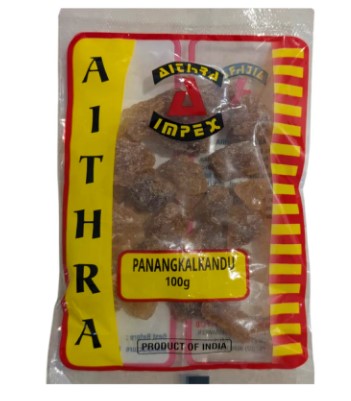 AITHRA
AITHRA
A
IMPEX
PANANGKALKANDU
100g
PRODUCT OF INDIA